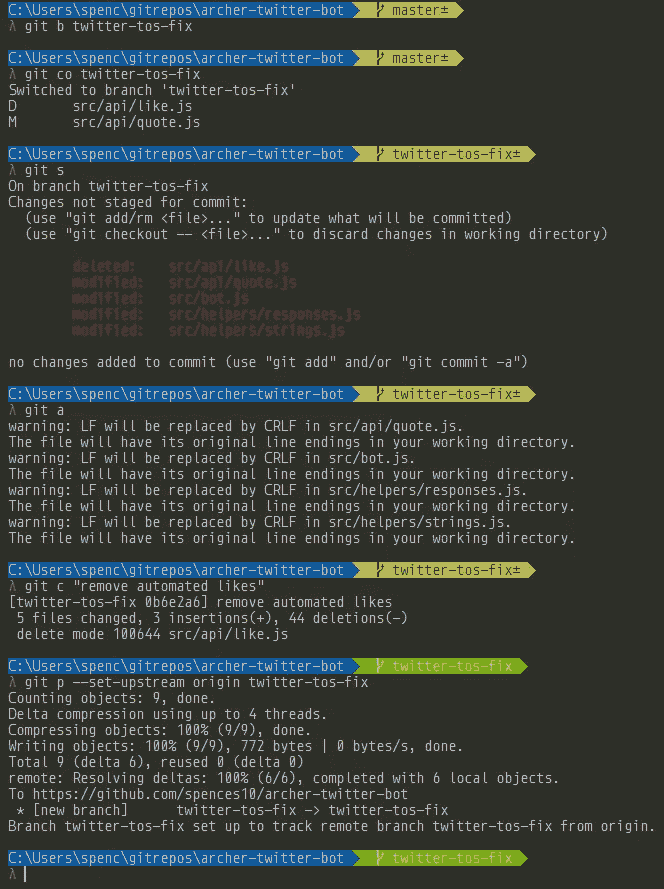 C:\Users\spenc\gitrepos\archer-twitter-bot master±
λ git b twitter-tos-fix
C:\Users\spenc\gitrepos\archer-twitter-bot master±
λ git co twitter-tos-fix
Switched to branch 'twitter-tos-fix'
D       src/api/like.js
M       src/api/quote.js
C:\Users\spenc\gitrepos\archer-twitter-bot twitter-tos-fix±
λ git s
On branch twitter-tos-fix
Changes not staged for commit:
  (use "git add/rm <file>..." to update what will be committed)
  (use "git checkout -- <file>..." to discard changes in working directory)
        deleted:    src/api/like.js
        modified:   src/api/quote.js
        modified:   src/bot.js
        modified:   src/helpers/responses.js
        modified:   src/helpers/strings.js
no changes added to commit (use "git add" and/or "git commit -a")
C:\Users\spenc\gitrepos\archer-twitter-bot twitter-tos-fix±
λ git a
warning: LF will be replaced by CRLF in src/api/quote.js.
The file will have its original line endings in your working directory.
warning: LF will be replaced by CRLF in src/bot.js.
The file will have its original line endings in your working directory.
warning: LF will be replaced by CRLF in src/helpers/responses.js.
The file will have its original line endings in your working directory.
warning: LF will be replaced by CRLF in src/helpers/strings.js.
The file will have its original line endings in your working directory.
C:\Users\spenc\gitrepos\archer-twitter-bot twitter-tos-fix±
λ git c "remove automated likes"
[twitter-tos-fix 0b6e2a6] remove automated likes
 5 files changed, 3 insertions(+), 44 deletions(-)
 delete mode 100644 src/api/like.js
C:\Users\spenc\gitrepos\archer-twitter-bot twitter-tos-fix
λ git p --set-upstream origin twitter-tos-fix
Counting objects: 9, done.
Delta compression using up to 4 threads.
Compressing objects: 100% (9/9), done.
Writing objects: 100% (9/9), 772 bytes | 0 bytes/s, done.
Total 9 (delta 6), reused 0 (delta 0)
remote: Resolving deltas: 100% (6/6), completed with 6 local objects.
To https://github.com/spences10/archer-twitter-bot
 * [new branch]      twitter-tos-fix -> twitter-tos-fix
Branch twitter-tos-fix set up to track remote branch twitter-tos-fix from origin.
C:\Users\spenc\gitrepos\archer-twitter-bot twitter-tos-fix
λ